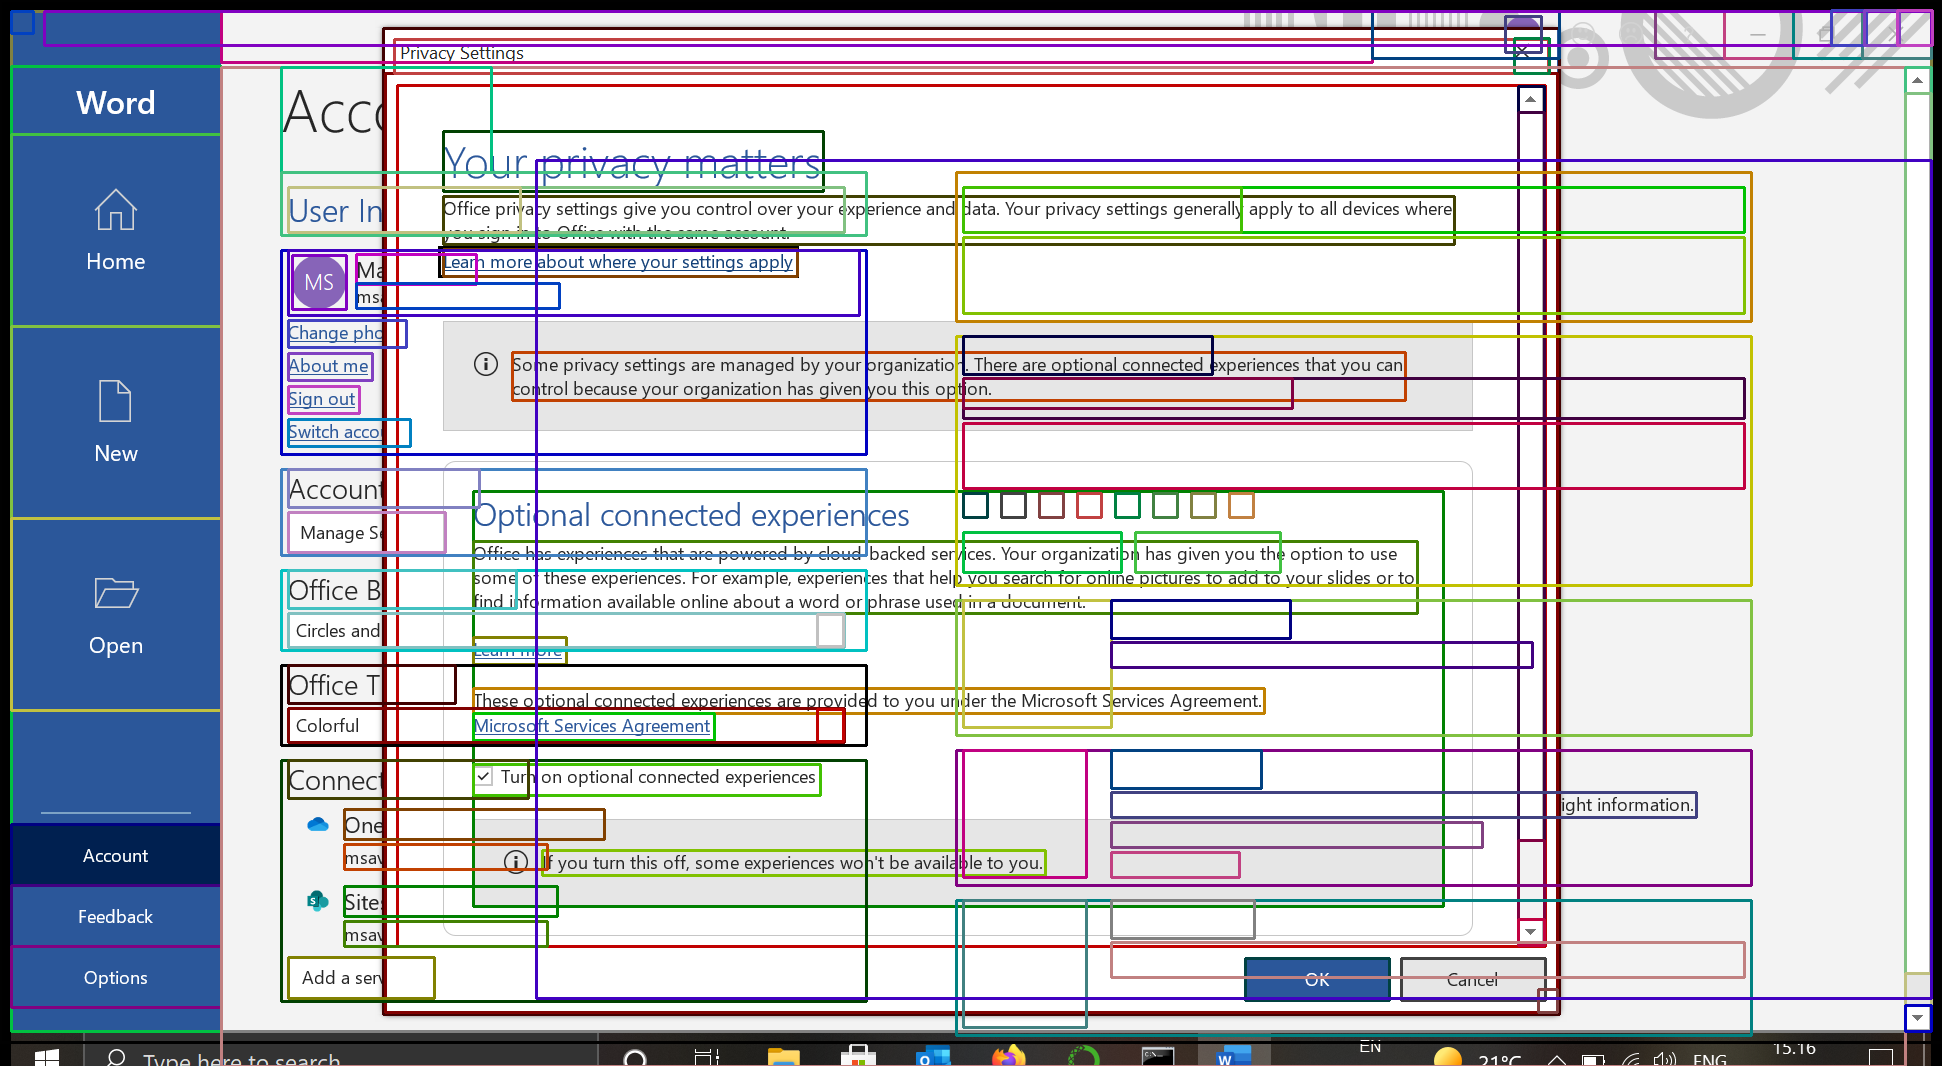 Privacy Settings
Word
Acco
Your privacy matters
User In
Office privacy settings give you control over your experience and data. Your privacy settings generally apply to all devices where
you sign in to Office with the same account.
Learn more about where your settings apply
Home
MS
Ma
msa
Change pho
About me
Sign out
Switch acco
Some privacy settings are managed by your organization. There are optional connected experiences that you can
control because your organization has given you this option.
New
Account
Manage Se
Optional connected experiences
Office has experiences that are powered by cloud-backed services. Your organization has given you the option to use
some of these experiences. For example, experiences that help you search for online pictures to add to your slides or to
find information available online about a word or phrase used in a document.
Office B
Circles and
Learn more
Open
Office T
Colorful
These optional connected experiences are provided to you under the Microsoft Services Agreement.
Microsoft Services Agreement
Connect
Turn on optional connected experiences
One
ight information.
msav
If you turn this off, some experiences won't be available to you.
Account
Sites
msav
Feedback
Options
Add a serv
OK
Cancel
Type here to search
EN
21°C
ENG
15.16